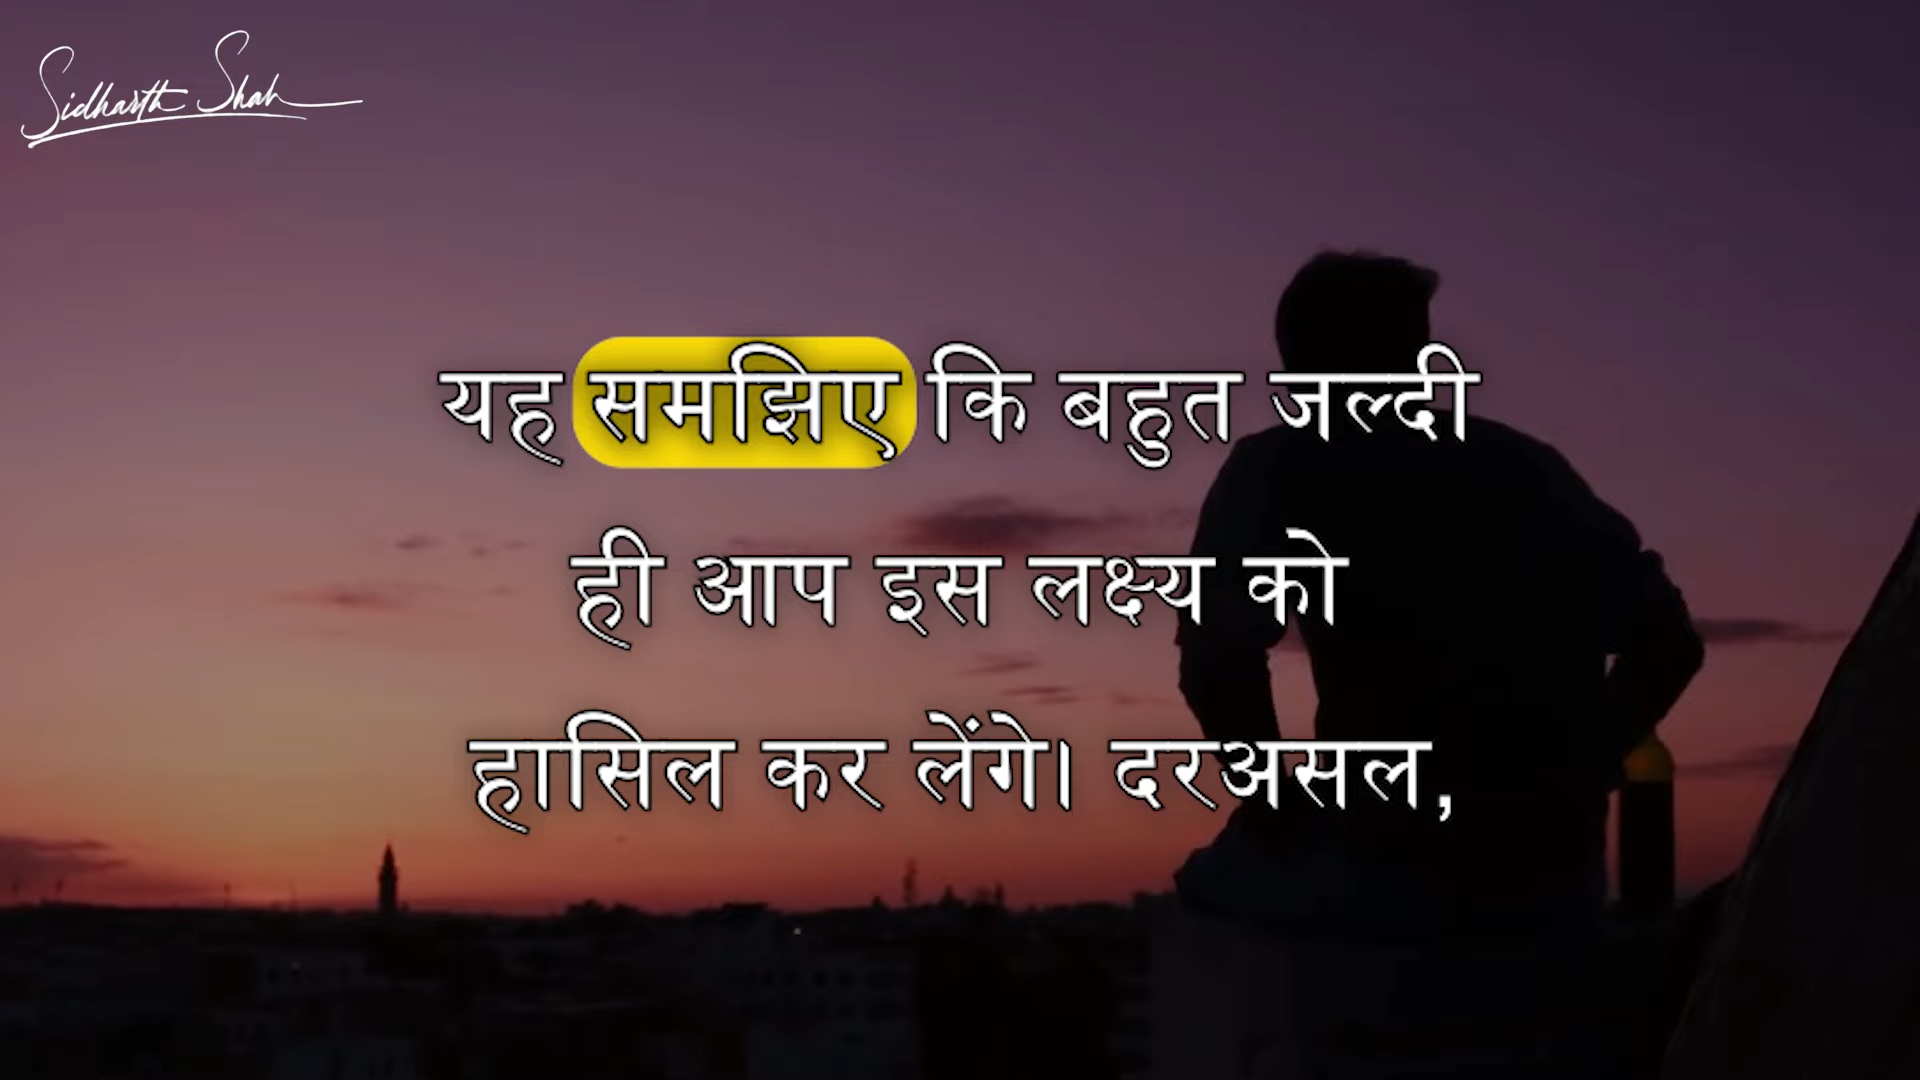 Sidharth Shah
यह समझिए कि बहुत जल्दी
ही आप इस लक्ष्य को
हासिल कर लेंगे। दरअसल,